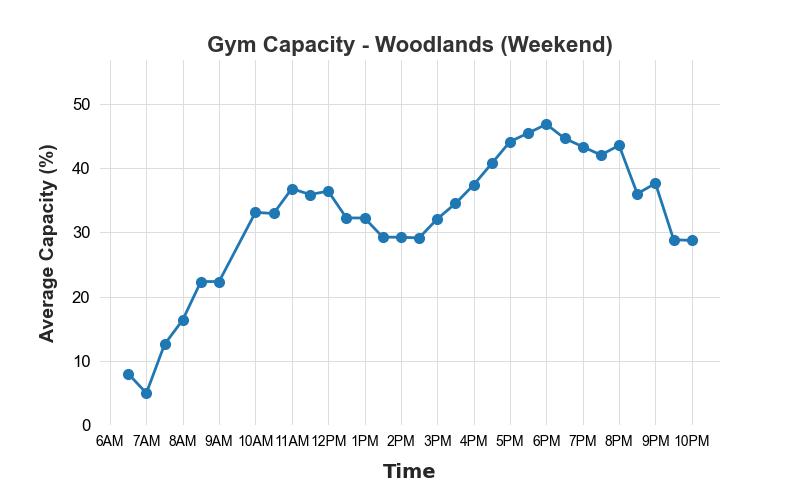 Gym Capacity - Woodlands (Weekend)
50
40
30
20
10
0
Average Capacity (%)
6AM 7AM 8AM 9AM 10AM 11AM 12PM 1PM 2PM 3PM 4PM 5PM 6PM 7PM 8PM 9PM 10PM
Time